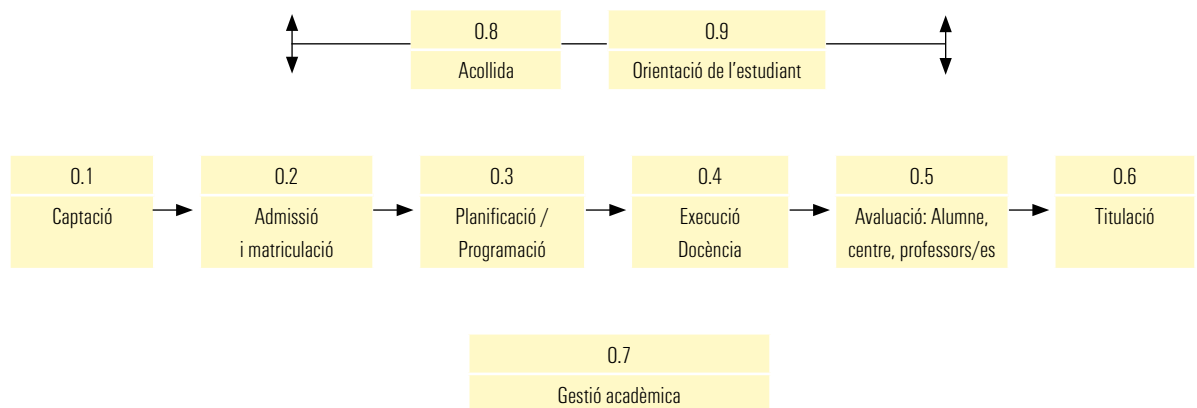 0.8
Acollida
0.9
Orientació de l'estudiant
0.1
Captació
0.2
Admissió
i matriculació
0.3
Planificació /
Programació
0.4
Execució
Docència
0.5
Avaluació: Alumne,
centre, professors/es
0.6
Titulació
0.7
Gestió acadèmica